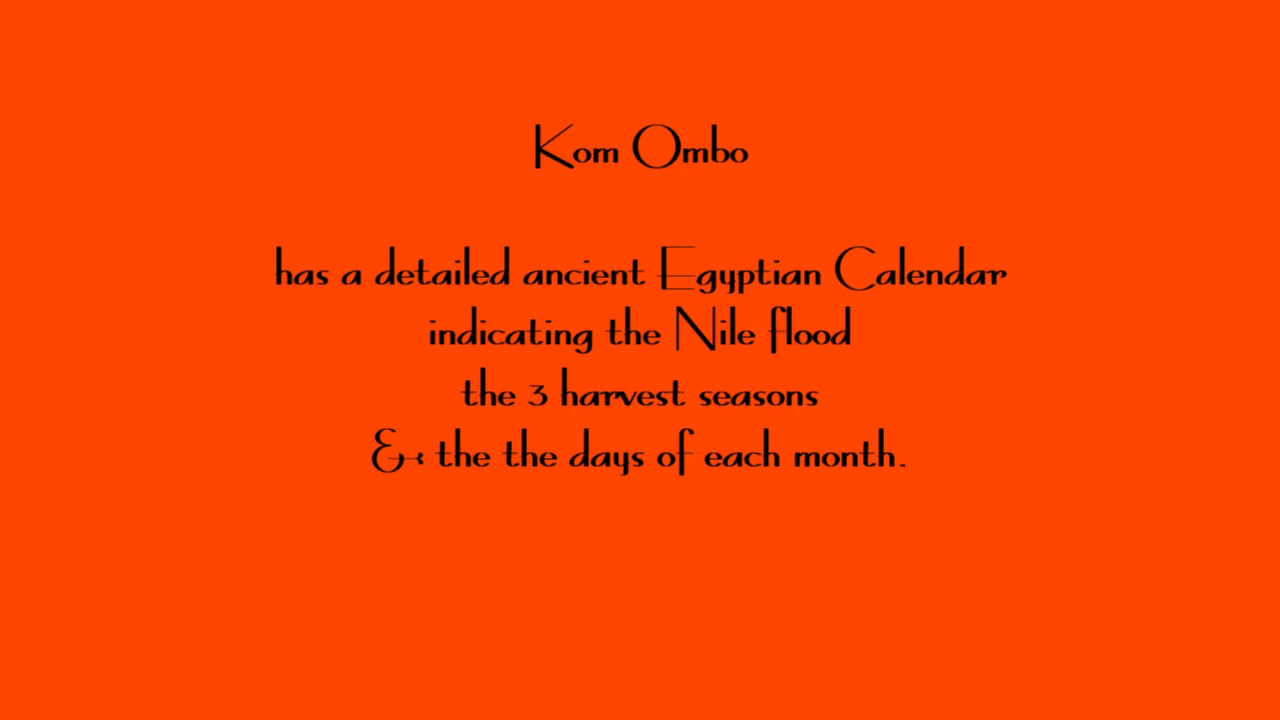 Kom Ombo
has a detailed ancient Egyptian Calendar
indicating the Nile flood
the 3 harvest seasons
& the the days of each month.